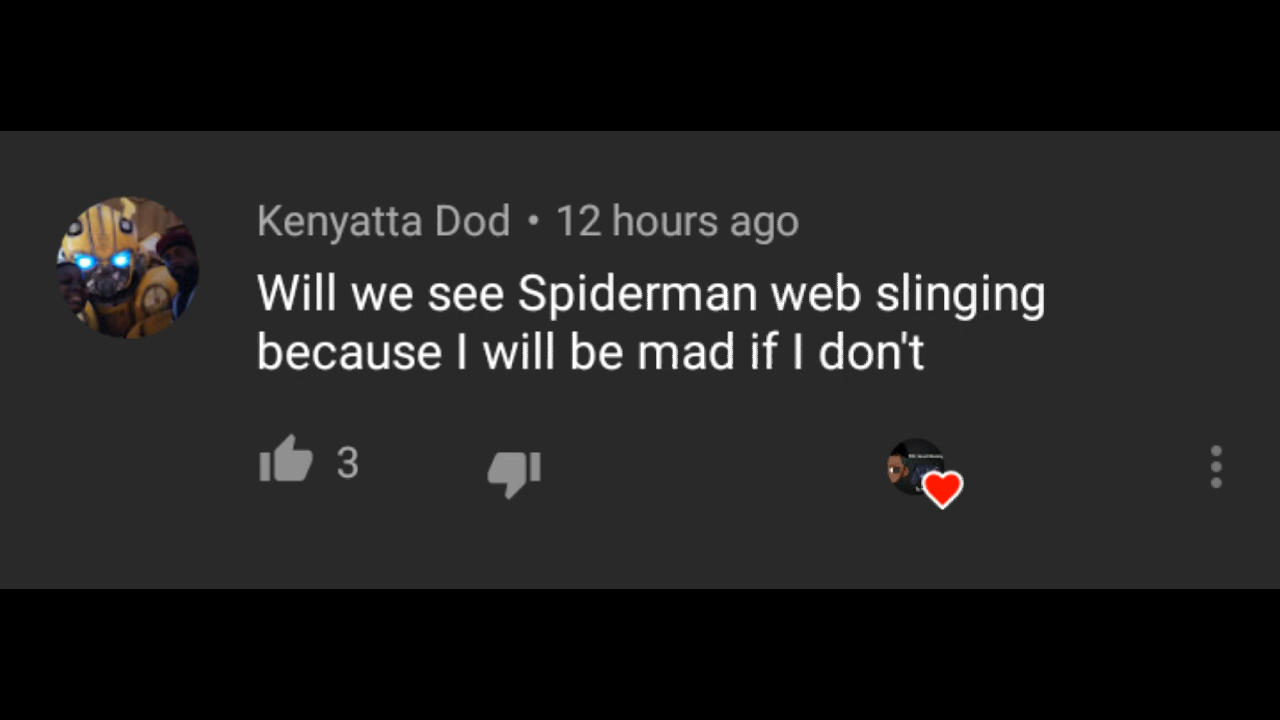 Kenyatta Dod • 12 hours ago
Will we see Spiderman web slinging
because I will be mad if I don't
3